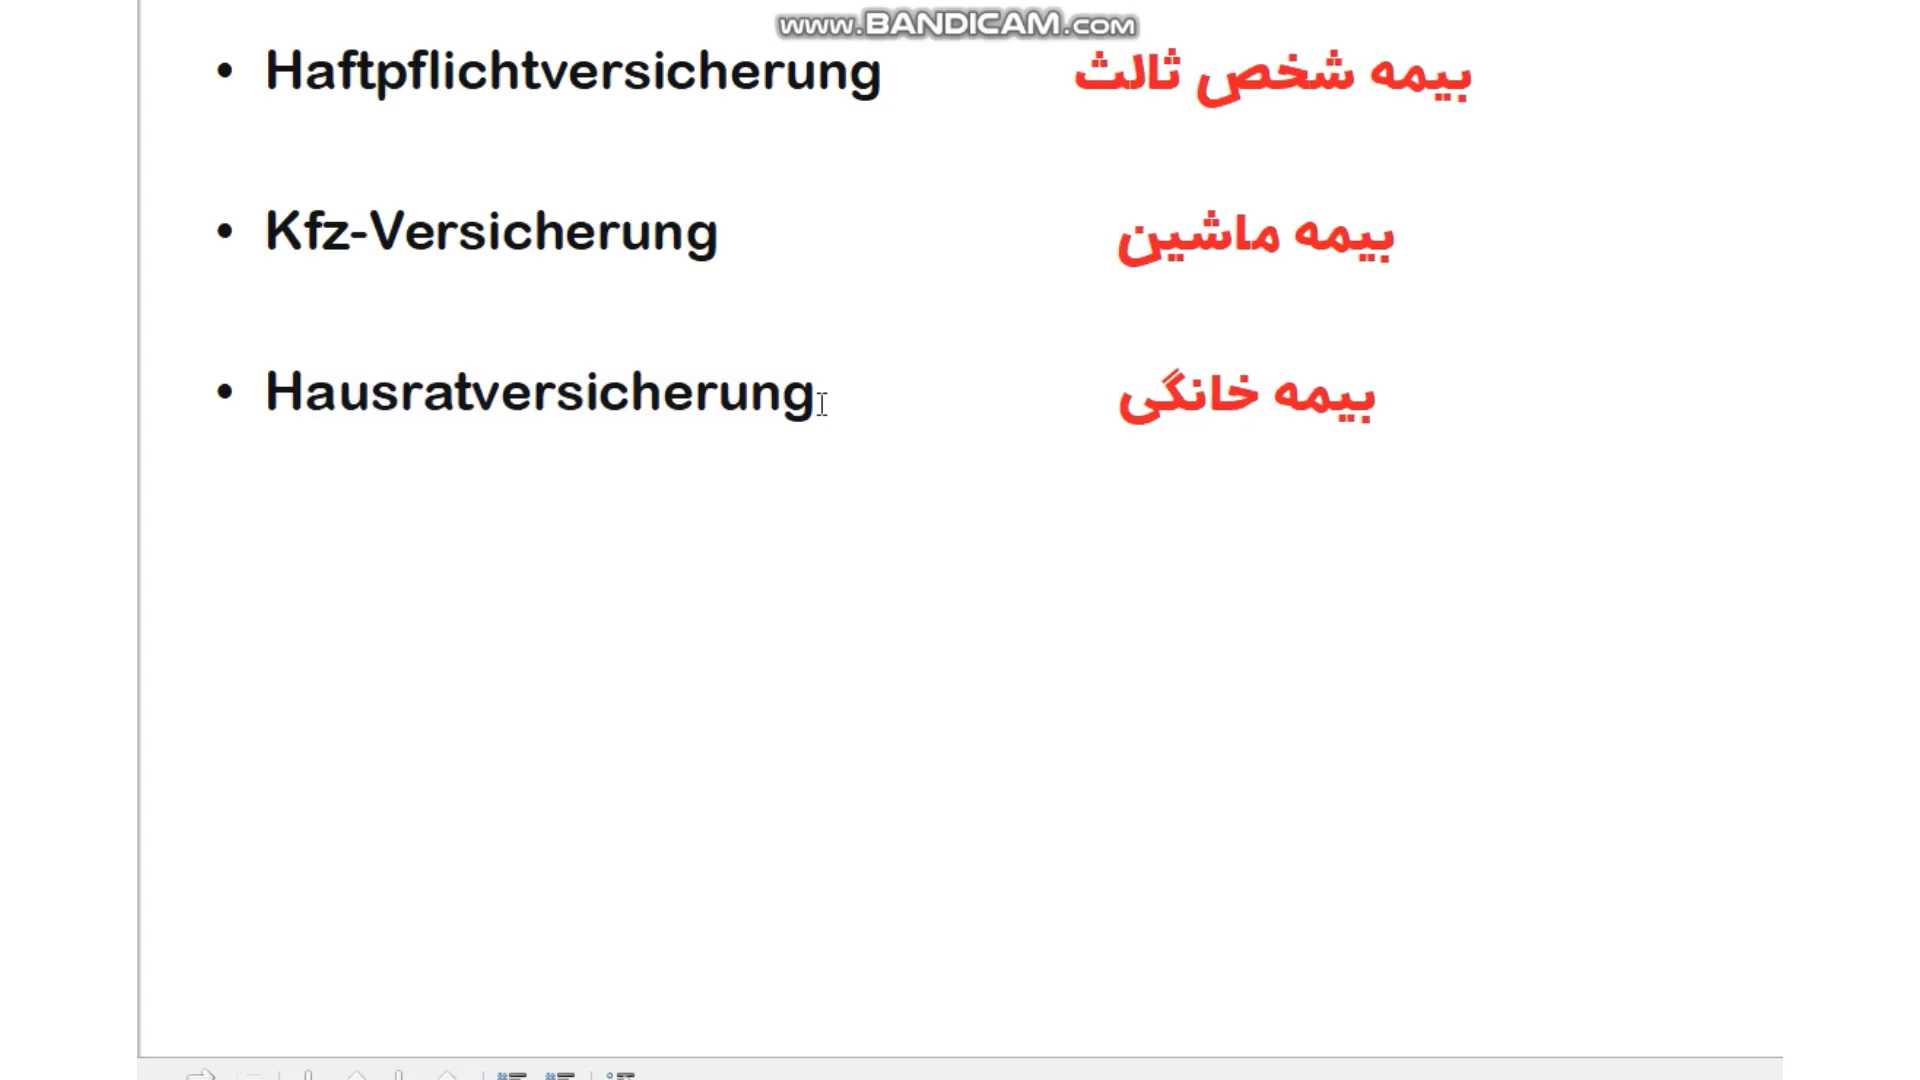 www.BANDICAM.com
• Haftpflichtversicherung بیمه شخص ثالث
• Kfz-Versicherung بیمه ماشین
• Hausratversicherung بیمه خانگی